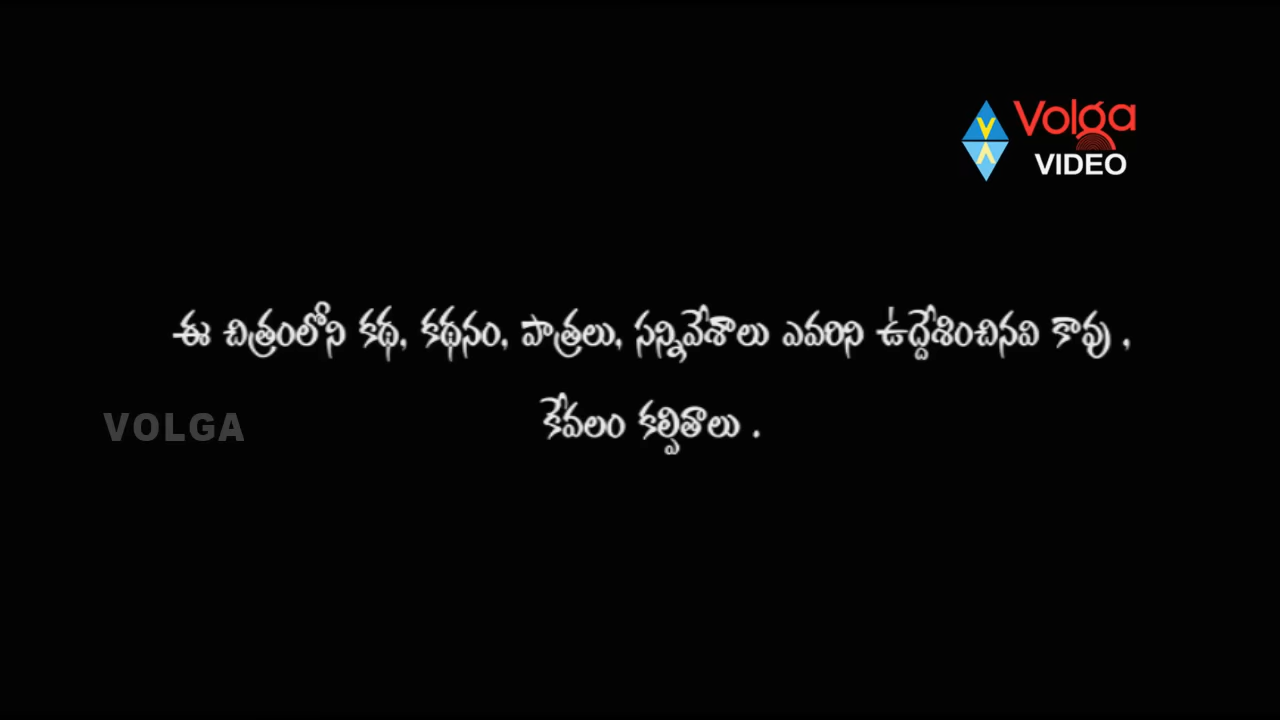 Volga
VIDEO
ఈ చిత్రంలోని కథ, కథనం, పాత్రలు, సన్నివేశాలు ఎవరిని ఉద్దేశించినవి కావు ,
VOLGA
కేవలం కల్పితాలు .